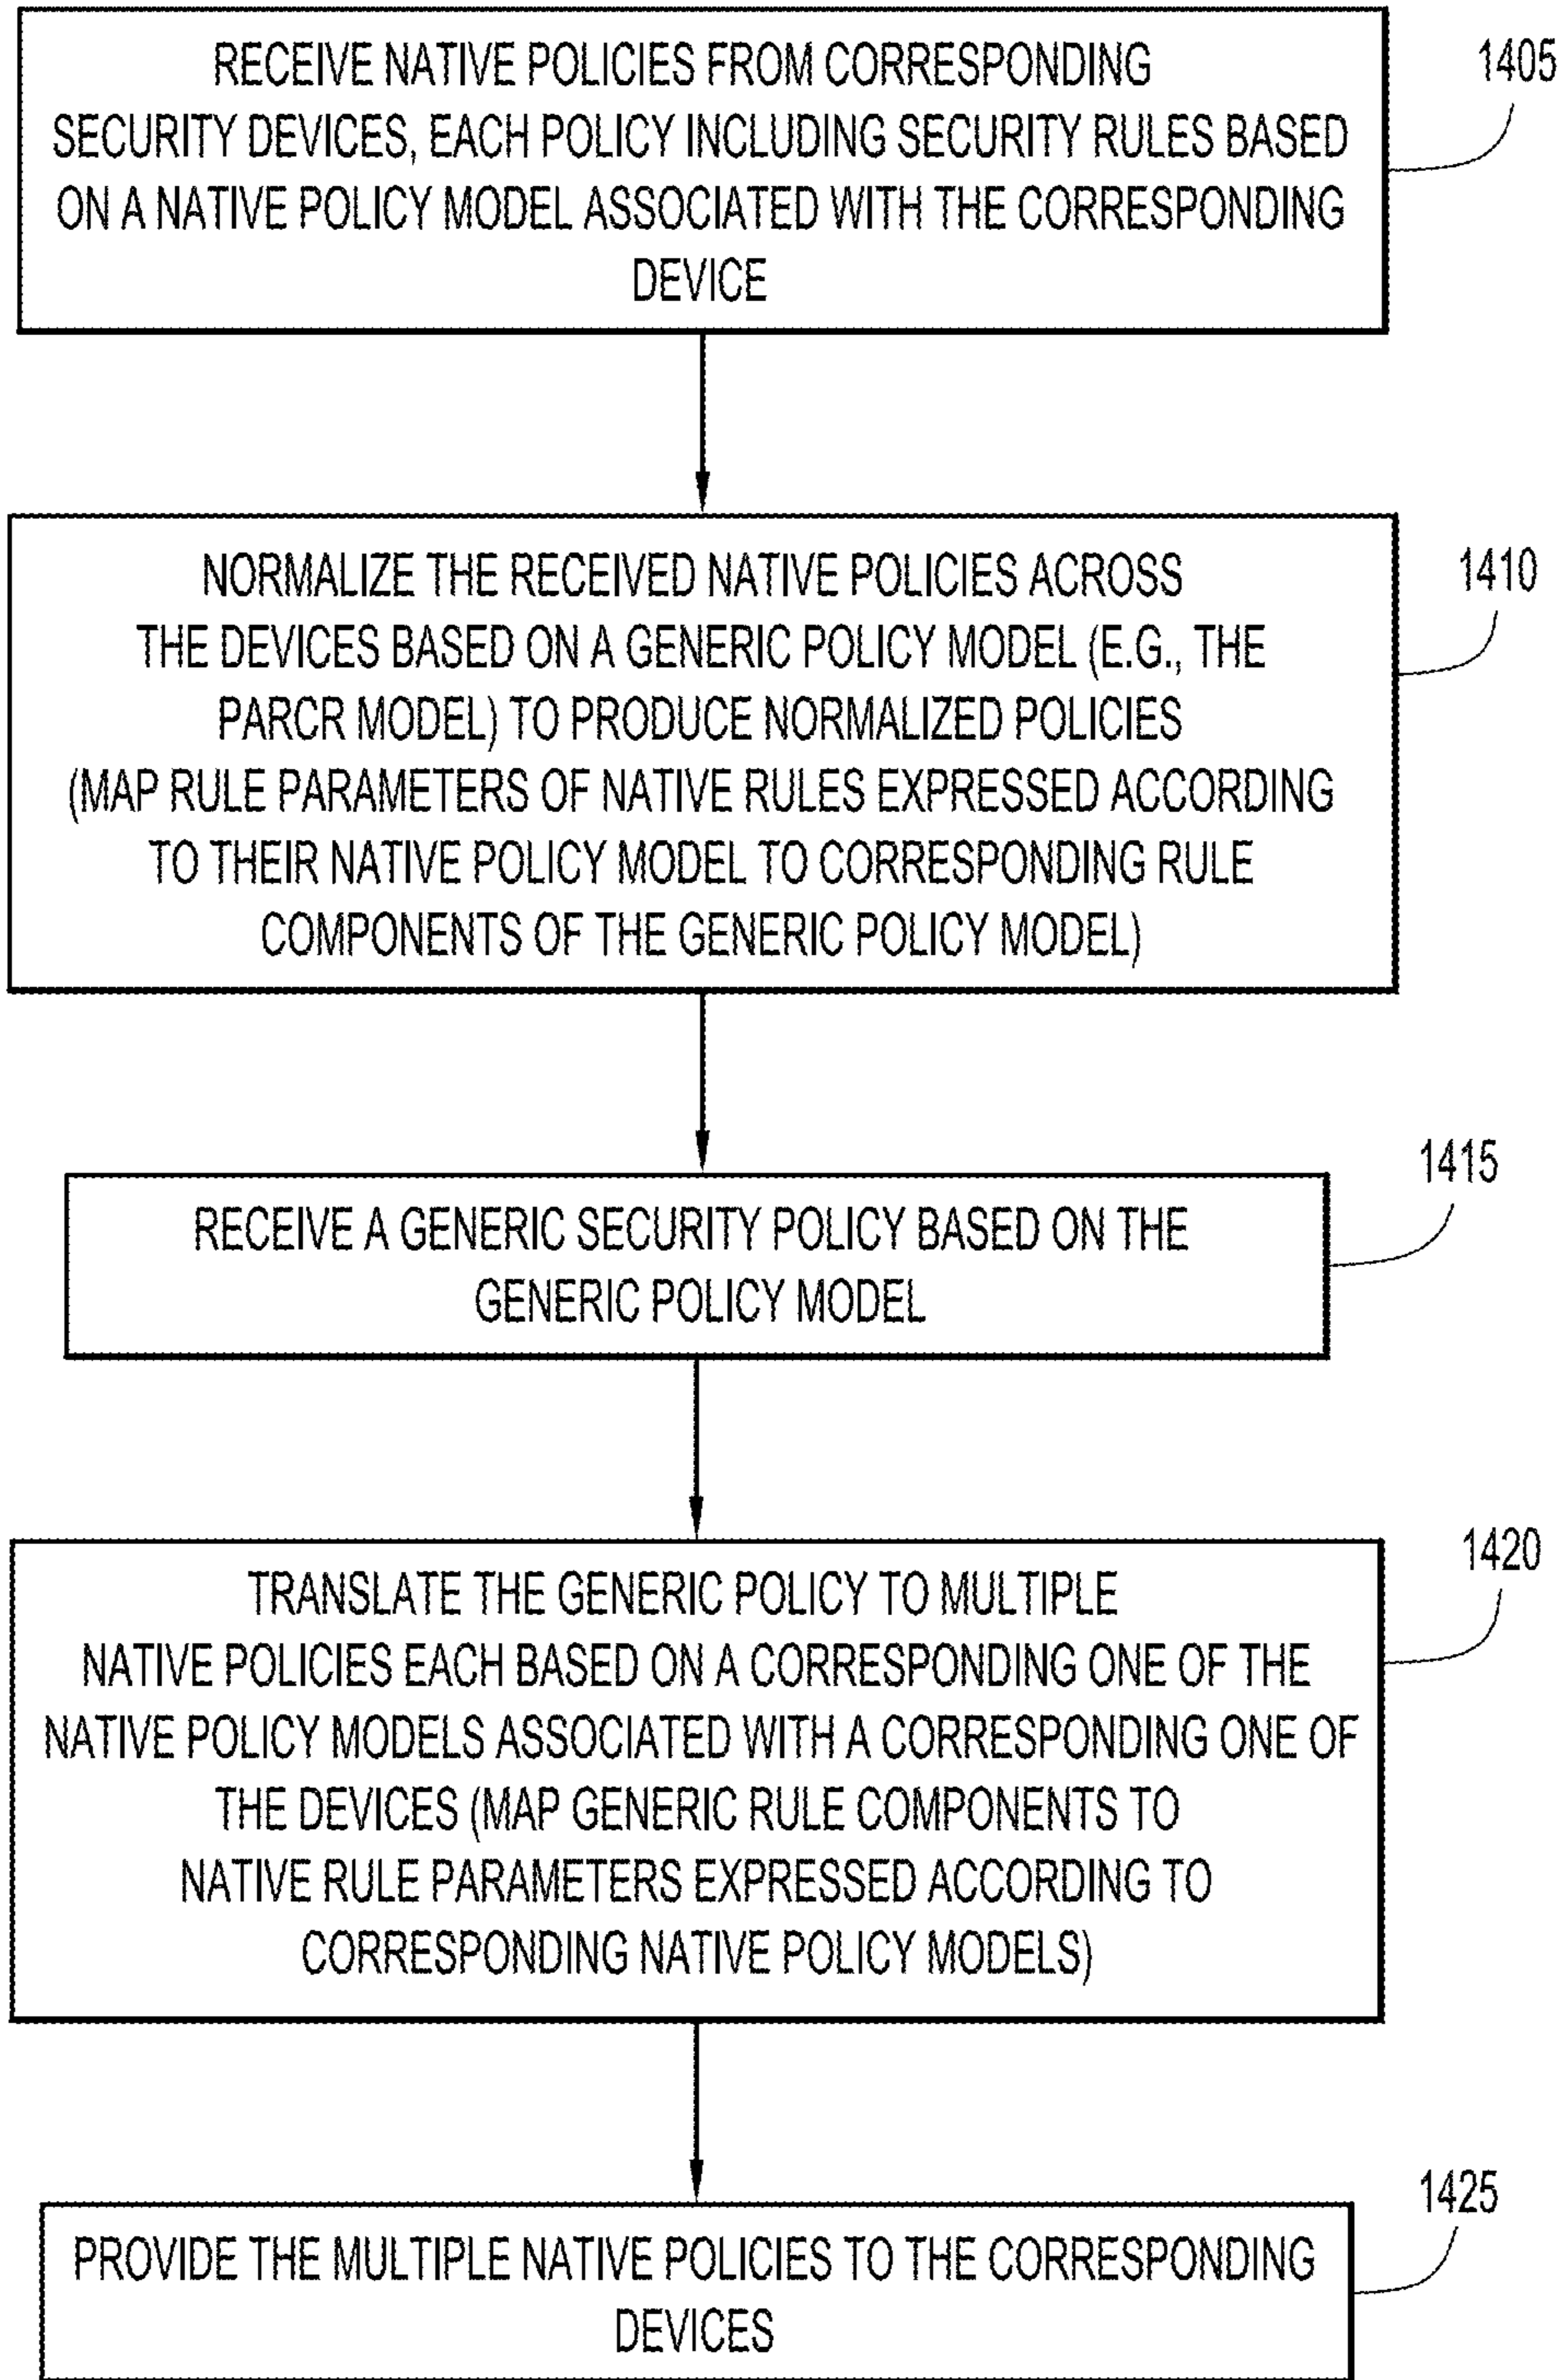 RECEIVE NATIVE POLICIES FROM CORRESPONDING
SECURITY DEVICES, EACH POLICY INCLUDING SECURITY RULES BASED
ON A NATIVE POLICY MODEL ASSOCIATED WITH THE CORRESPONDING
DEVICE
1405
NORMALIZE THE RECEIVED NATIVE POLICIES ACROSS
THE DEVICES BASED ON A GENERIC POLICY MODEL (E.G., THE
PARCR MODEL) TO PRODUCE NORMALIZED POLICIES
(MAP RULE PARAMETERS OF NATIVE RULES EXPRESSED ACCORDING
TO THEIR NATIVE POLICY MODEL TO CORRESPONDING RULE
COMPONENTS OF THE GENERIC POLICY MODEL)
1410
RECEIVE A GENERIC SECURITY POLICY BASED ON THE
GENERIC POLICY MODEL
1415
TRANSLATE THE GENERIC POLICY TO MULTIPLE
NATIVE POLICIES EACH BASED ON A CORRESPONDING ONE OF THE
NATIVE POLICY MODELS ASSOCIATED WITH A CORRESPONDING ONE OF
THE DEVICES (MAP GENERIC RULE COMPONENTS TO
NATIVE RULE PARAMETERS EXPRESSED ACCORDING TO
CORRESPONDING NATIVE POLICY MODELS)
1420
PROVIDE THE MULTIPLE NATIVE POLICIES TO THE CORRESPONDING
DEVICES
1425